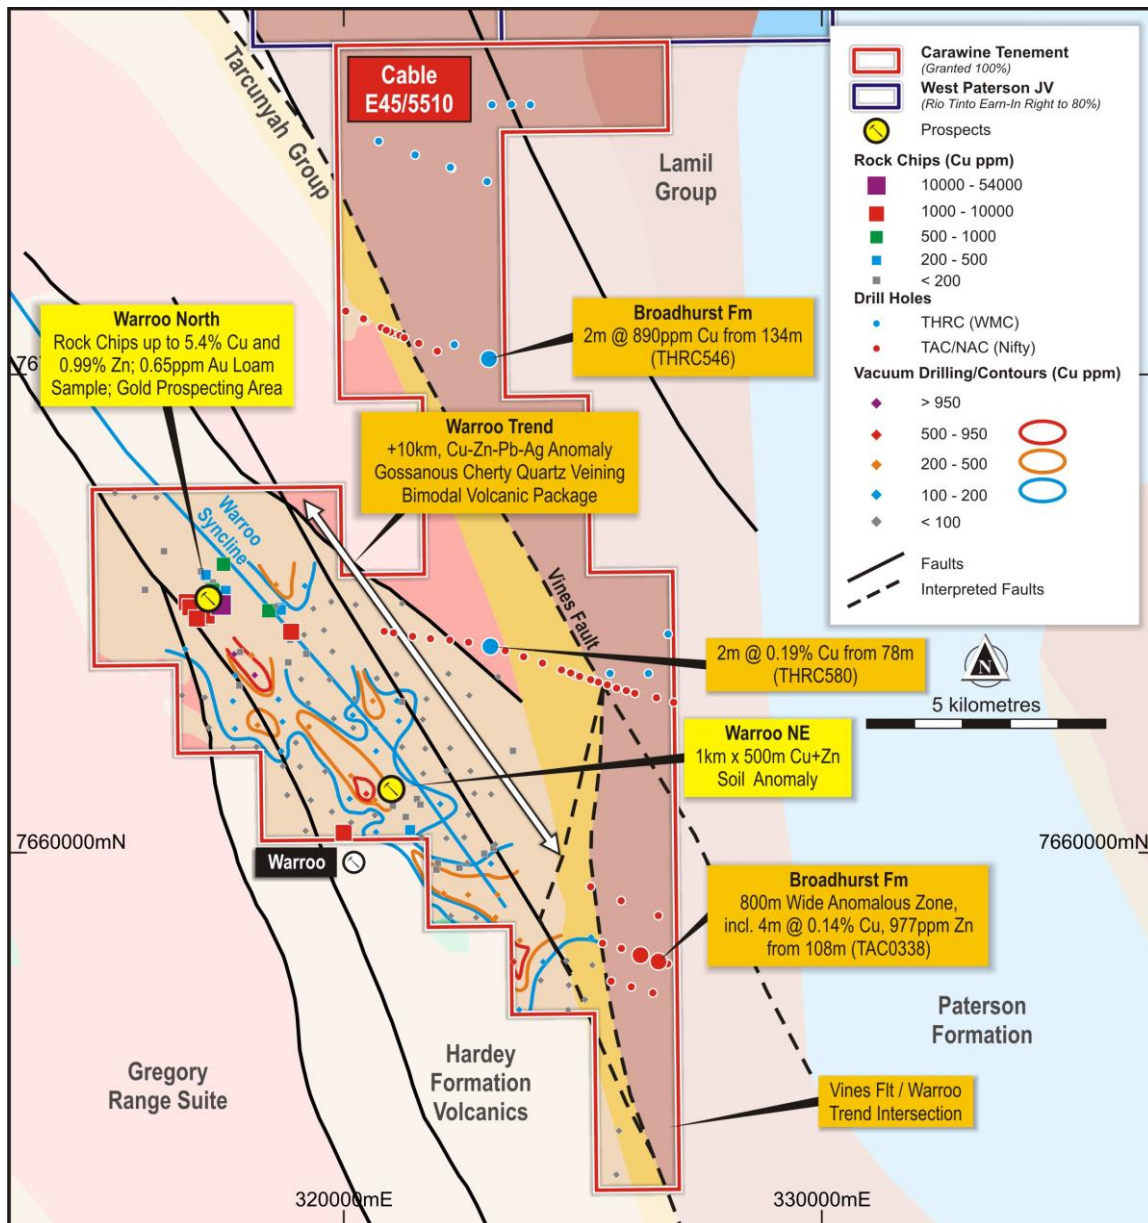 Tarcunyah Group
Cable
E45/5510
Lamil
Group
Carawine Tenement
(Granted 100%)
West Paterson JV
(Rio Tinto Earn-In Right to 80%)
Prospects
Rock Chips (Cu ppm)
10000 - 54000
1000 - 10000
500 - 1000
200 - 500
< 200
Drill Holes
THRC (WMC)
TAC/NAC (Nifty)
Vacuum Drilling/Contours (Cu ppm)
> 950
500 - 950
200 - 500
100 - 200
< 100
Faults
Interpreted Faults
N
5 kilometres
Warroo North
Rock Chips up to 5.4% Cu and
0.99% Zn; 0.65ppm Au Loam
Sample; Gold Prospecting Area
Broadhurst Fm
2m @ 890ppm Cu from 134m
(THRC546)
Warroo Trend
+10km, Cu-Zn-Pb-Ag Anomaly
Gossanous Cherty Quartz Veining
Bimodal Volcanic Package
Warroo
Syncline
Vines Fault
2m @ 0.19% Cu from 78m
(THRC580)
Warroo NE
1km x 500m Cu+Zn
Soil Anomaly
7660000mN
7660000mN
Warroo
Broadhurst Fm
800m Wide Anomalous Zone,
incl. 4m @ 0.14% Cu, 977ppm Zn
from 108m (TAC0338)
Paterson
Formation
Gregory
Range Suite
Hardey
Formation
Volcanics
Vines Flt / Warroo
Trend Intersection
320000mE
330000mE